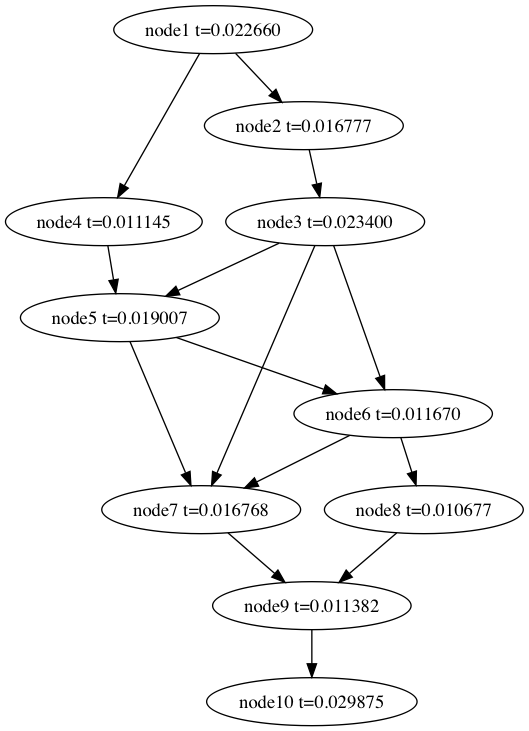 node1 t=0.022660
node2 t=0.016777
node4 t=0.011145
node3 t=0.023400
node5 t=0.019007
node6 t=0.011670
node7 t=0.016768
node8 t=0.010677
node9 t=0.011382
node10 t=0.029875